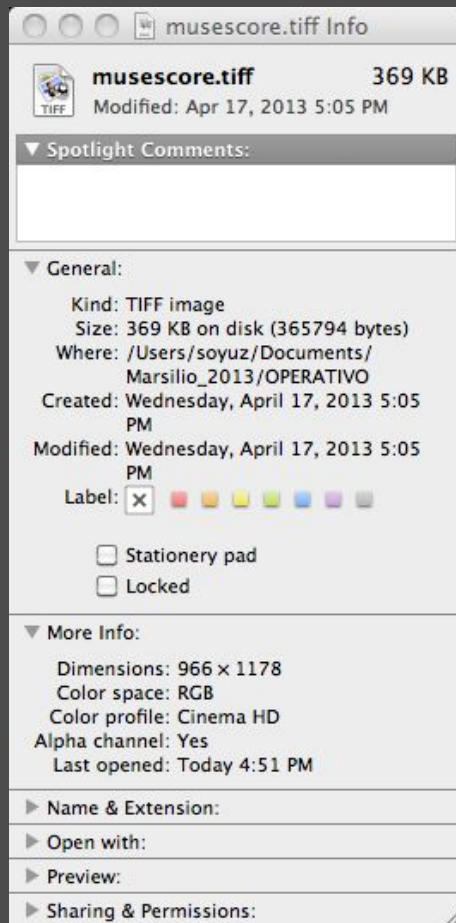 musescore.tiff Info
musescore.tiff 369 KB
Modified: Apr 17, 2013 5:05 PM
TIFF
Spotlight Comments:
General:
Kind: TIFF image
Size: 369 KB on disk (365794 bytes)
Where: /Users/soyuz/Documents/
Marsilio_2013/OPERATIVO
Created: Wednesday, April 17, 2013 5:05
PM
Modified: Wednesday, April 17, 2013 5:05
PM
Label:
Stationery pad
Locked
More Info:
Dimensions: 966 × 1178
Color space: RGB
Color profile: Cinema HD
Alpha channel: Yes
Last opened: Today 4:51 PM
Name & Extension:
Open with:
Preview:
Sharing & Permissions: